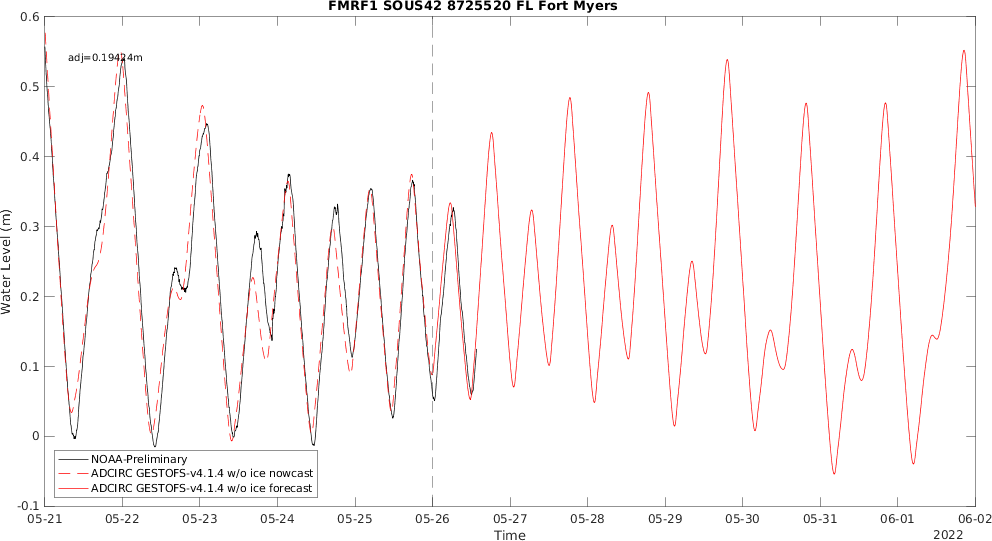 FMRF1 SOUS42 8725520 FL Fort Myers
0.6
adj=0.19424m
0.5
0.4
0.3
0.2
0.1
0
-0.1
Water Level (m)
NOAA-Preliminary
ADCIRC GESTOFS-v4.1.4 w/o ice nowcast
ADCIRC GESTOFS-v4.1.4 w/o ice forecast
05-21 05-22 05-23 05-24 05-25 05-26 05-27 05-28 05-29 05-30 05-31 06-01 06-02
Time
2022